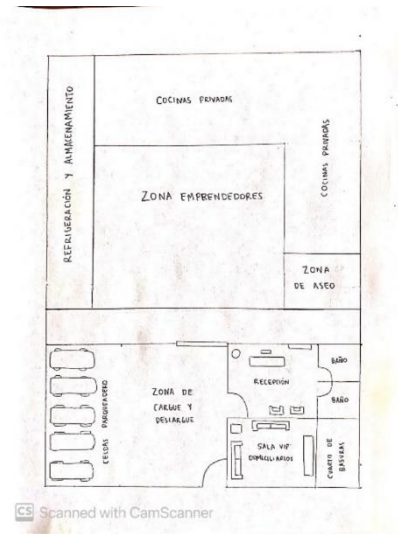 COCINAS PRIVADAS
REFRIGERACIÓN Y ALMACENAMIENTO
COCINAS PRIVADAS
ZONA EMPRENDEDORES
ZONA
DE ASEO
CELDAS PARQUEADERO
ZONA DE
CARGUE Y
DESCARGUE
RECEPCIÓN
BAÑO
BAÑO
SALA VIP
DOMICILIARIOS
CUARTO DE
BASURAS
CS Scanned with CamScanner